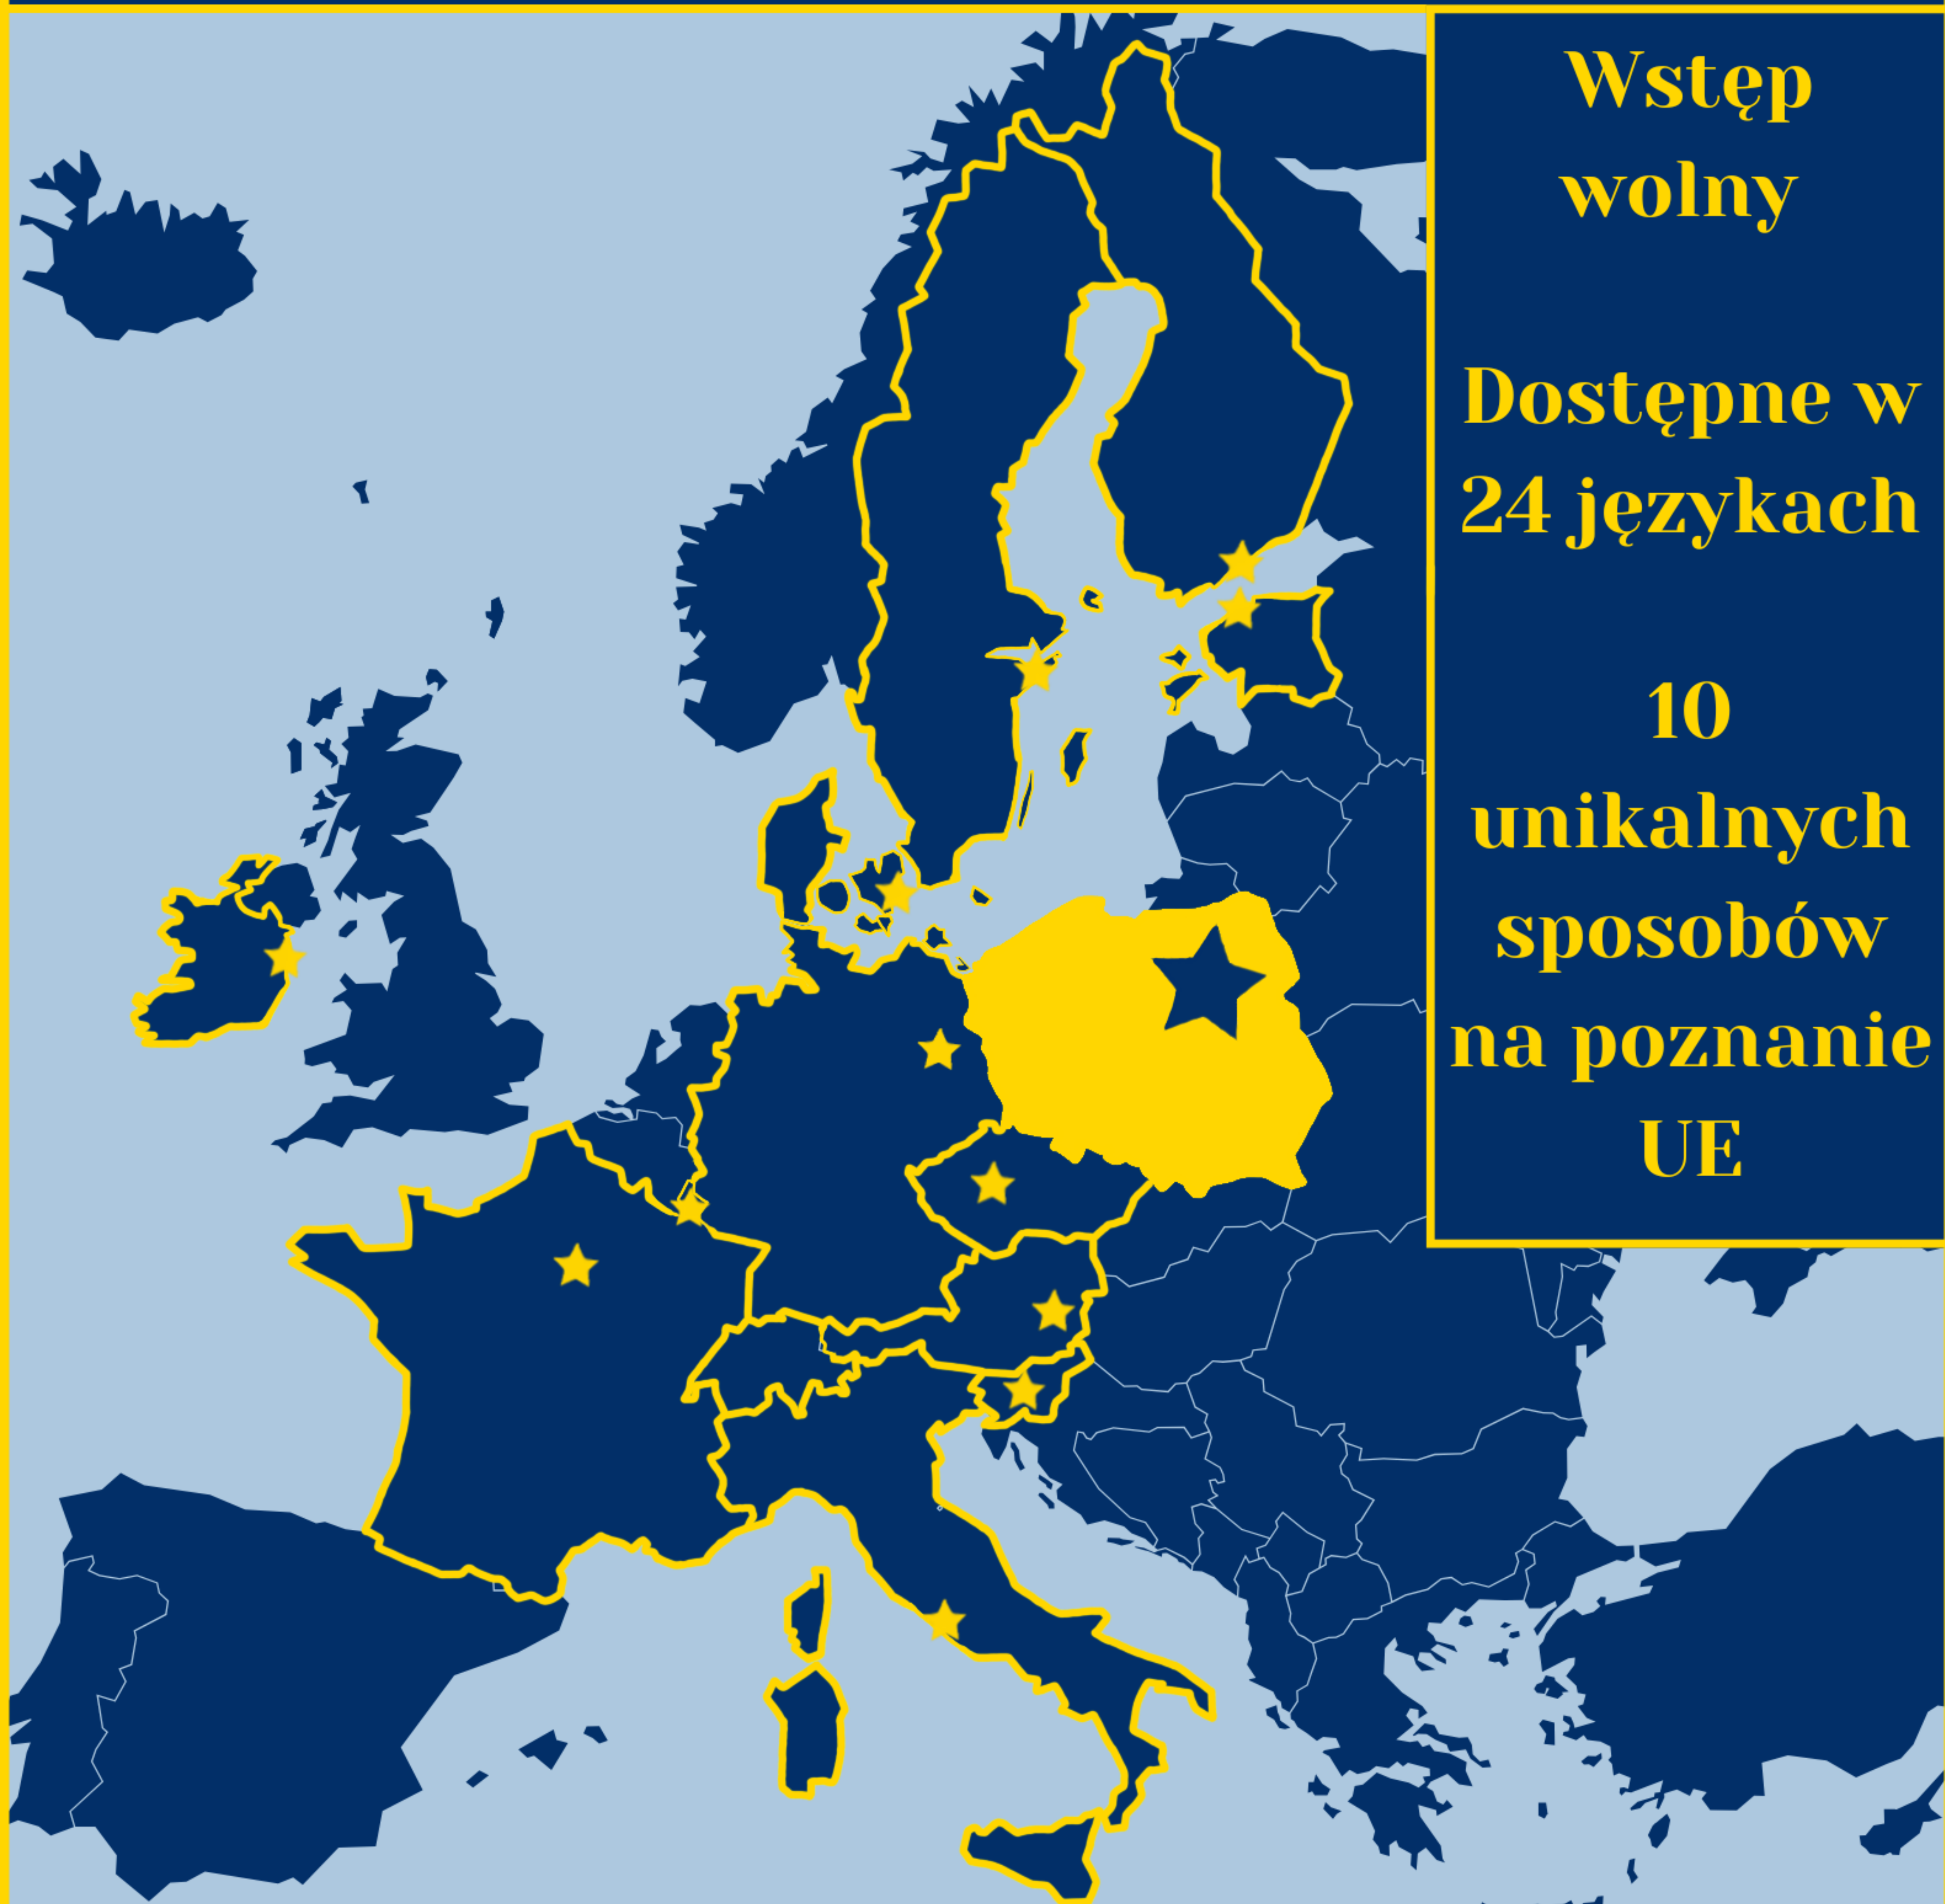 Wstęp
wolny
Dostępne w
24 językach
10
unikalnych
sposobów
na poznanie
UE